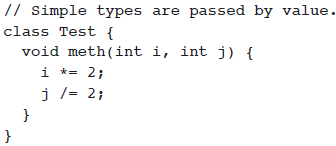 // Simple types are passed by value.
class Test {
  void meth(int i, int j) {
    i *= 2;
    j /= 2;
  }
}